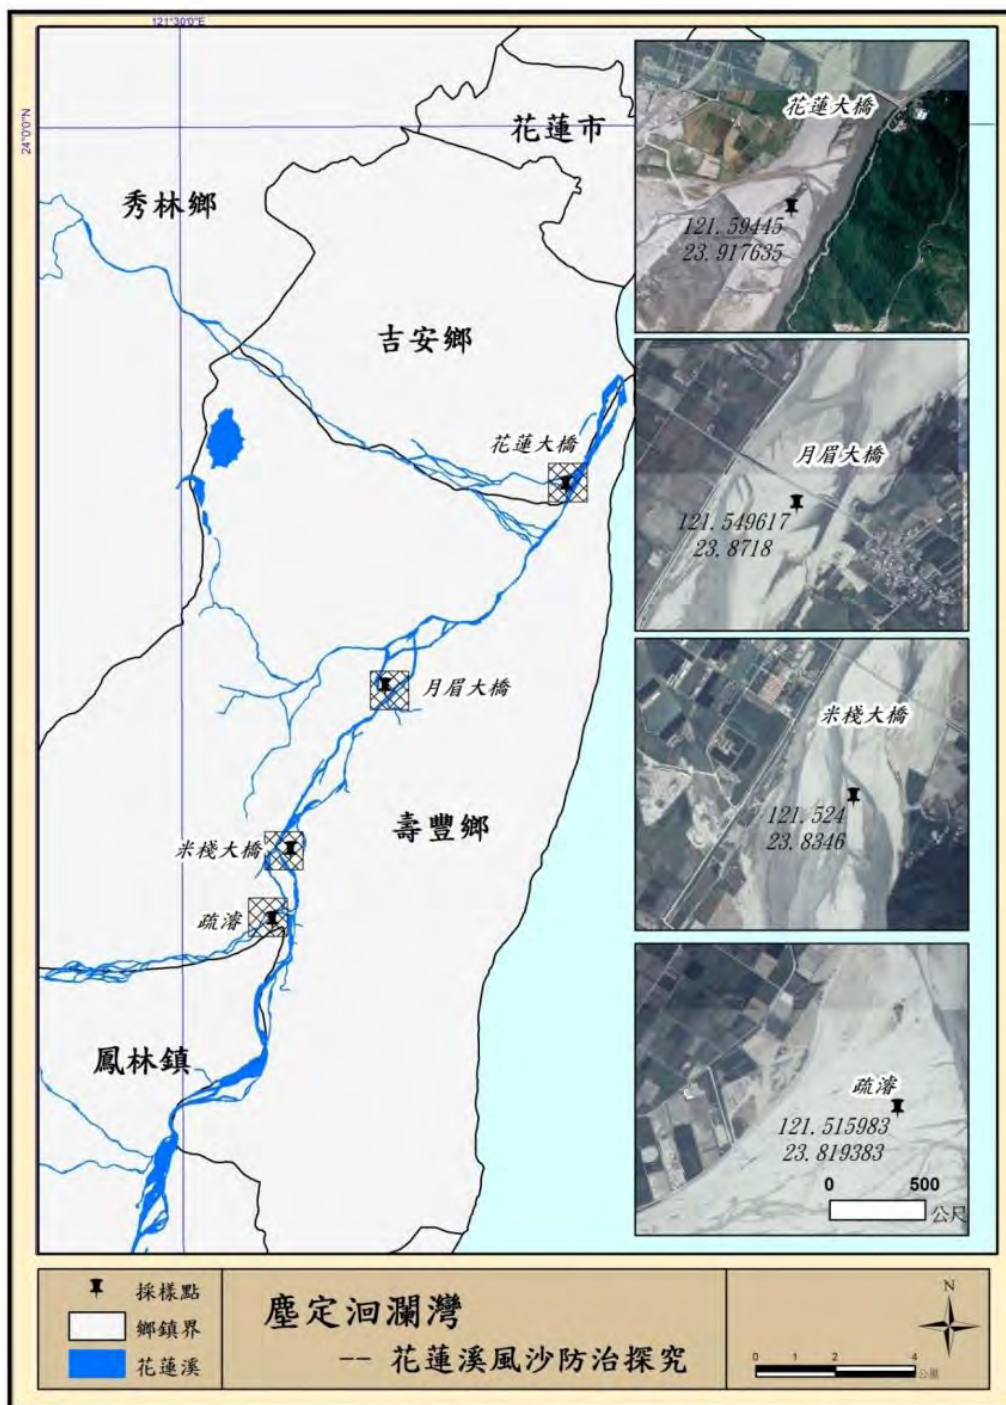 121°30'0"E
24°0'0"N
花蓮市
秀林鄉
吉安鄉
花蓮大橋
月眉大橋
壽豐鄉
米棧大橋
疏濬
鳳林鎮
花蓮大橋
121.59445
23.917635
月眉大橋
121.549617
23.8718
米棧大橋
121.524
23.8346
疏濬
121.515983
23.819383
0 500
公尺
採樣點
鄉鎮界
花蓮溪
塵定洄瀾灣
-- 花蓮溪風沙防治探究
N
0 1 2 4
公里